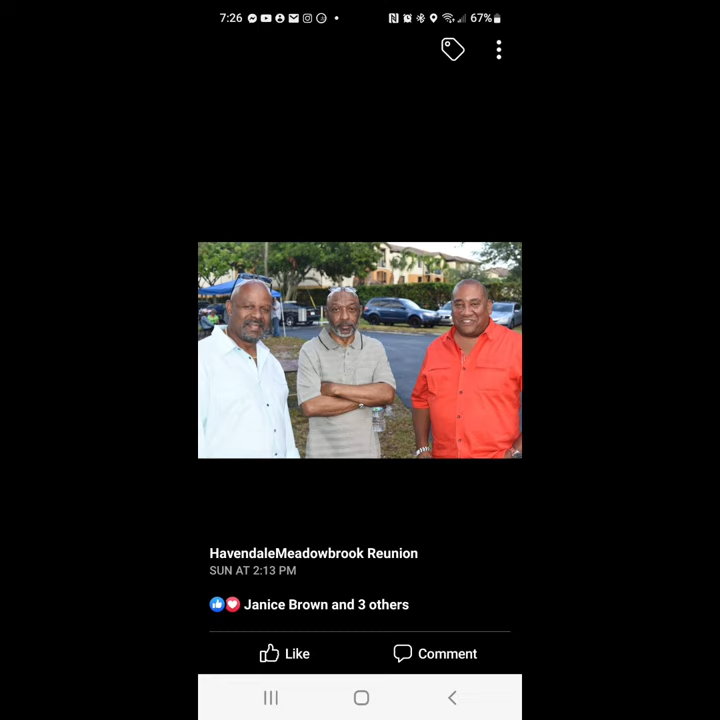 7:26
67%
HavendaleMeadowbrook Reunion
SUN AT 2:13 PM
Janice Brown and 3 others
Like
Comment